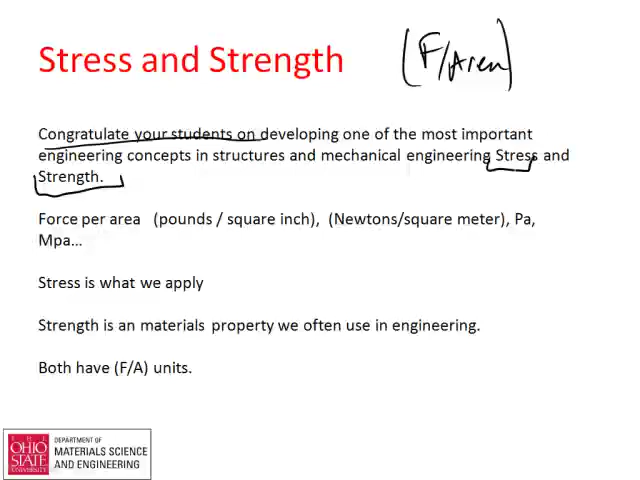 Stress and Strength
(F/Area)
Congratulate your students on developing one of the most important
engineering concepts in structures and mechanical engineering Stress and
Strength.
Force per area (pounds / square inch), (Newtons/square meter), Pa,
Mpa...
Stress is what we apply
Strength is an materials property we often use in engineering.
Both have (F/A) units.
THE
OHIO
STATE
UNIVERSITY
DEPARTMENT OF
MATERIALS SCIENCE
AND ENGINEERING